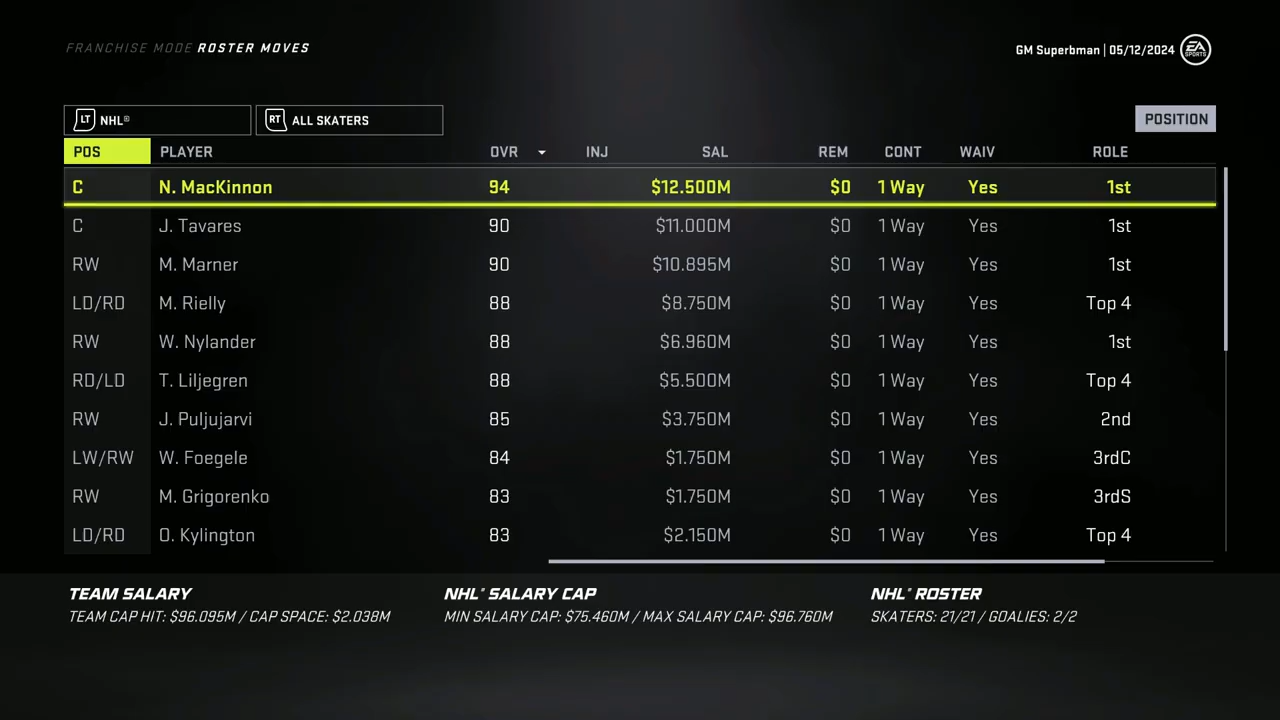 FRANCHISE MODE ROSTER MOVES
GM Superbman | 05/12/2024 EA SPORTS
LT NHL® RT ALL SKATERS
POSITION
POS PLAYER OVR INJ SAL REM CONT WAIV ROLE
C N. MacKinnon 94 $12.500M $0 1 Way Yes 1st
C J. Tavares 90 $11.000M $0 1 Way Yes 1st
RW M. Marner 90 $10.895M $0 1 Way Yes 1st
LD/RD M. Rielly 88 $8.750M $0 1 Way Yes Top 4
RW W. Nylander 88 $6.960M $0 1 Way Yes 1st
RD/LD T. Liljegren 88 $5.500M $0 1 Way Yes Top 4
RW J. Puljujarvi 85 $3.750M $0 1 Way Yes 2nd
LW/RW W. Foegele 84 $1.750M $0 1 Way Yes 3rdC
RW M. Grigorenko 83 $1.750M $0 1 Way Yes 3rdS
LD/RD O. Kylington 83 $2.150M $0 1 Way Yes Top 4
TEAM SALARY NHL® SALARY CAP NHL® ROSTER
TEAM CAP HIT: $96.095M / CAP SPACE: $2.038M MIN SALARY CAP: $75.460M / MAX SALARY CAP: $96.760M SKATERS: 21/21 / GOALIES: 2/2